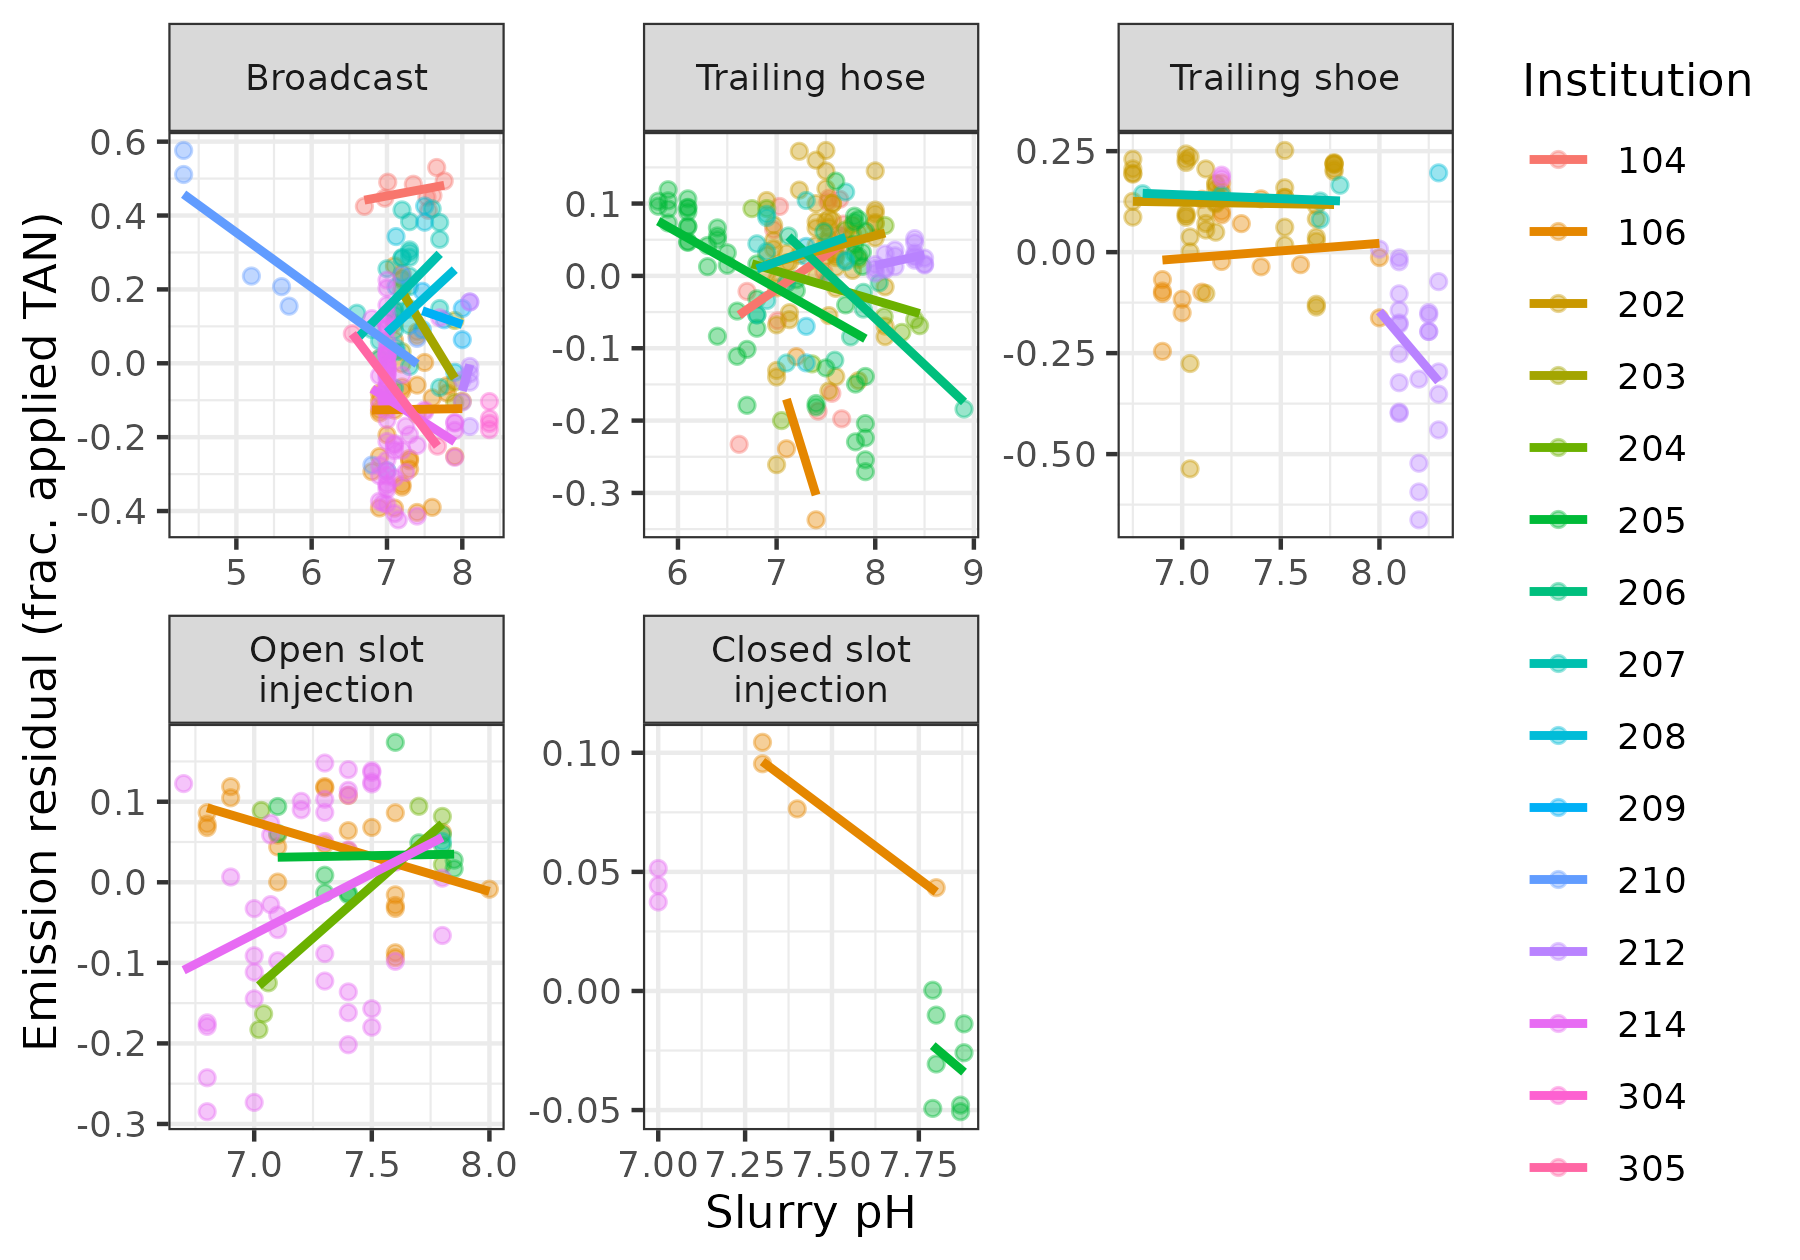 Broadcast
Trailing hose
Trailing shoe
Institution
104
106
202
203
204
205
206
207
208
209
210
212
214
304
305
Emission residual (frac. applied TAN)
0.6
0.4
0.2
0.0
-0.2
-0.4
5 6 7 8
0.1
0.0
-0.1
-0.2
-0.3
6 7 8 9
0.25
0.00
-0.25
-0.50
7.0 7.5 8.0
Open slot
injection
0.1
0.0
-0.1
-0.2
-0.3
7.0 7.5 8.0
Closed slot
injection
0.10
0.05
0.00
-0.05
7.00 7.25 7.50 7.75
Slurry pH